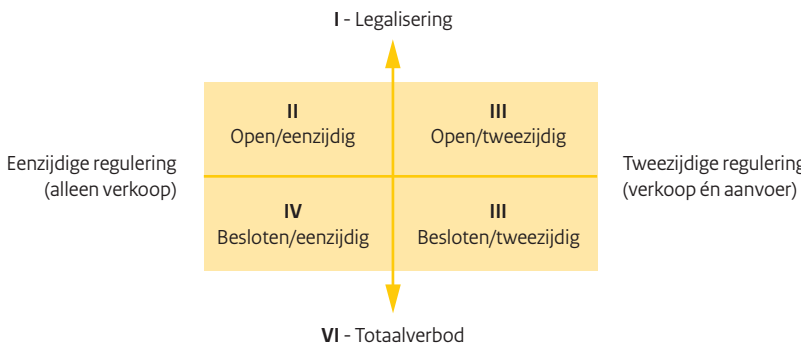 I - Legalisering
II
Open/eenzijdig
III
Open/tweezijdig
Eenzijdige regulering
(alleen verkoop)
Tweezijdige regulering
(verkoop én aanvoer)
IV
Besloten/eenzijdig
III
Besloten/tweezijdig
VI - Totaalverbod